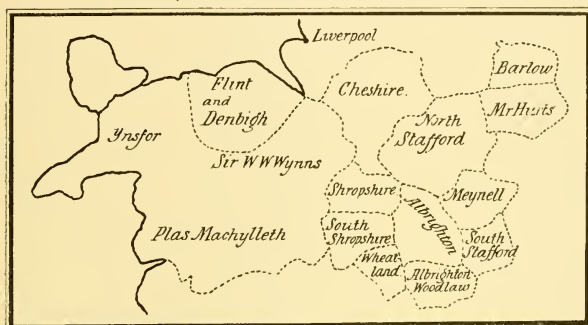 Liverpool
Barlow
Flint
and
Denbigh
Cheshire.
Mr Hurts
North
Stafford
Ynsfor
Sir W W Wynns
Shropshire
Meynell
Albrighton
Plas Machylleth
South
Shropshire
South
Stafford
Wheat
land
Albrighton
Woodlaw